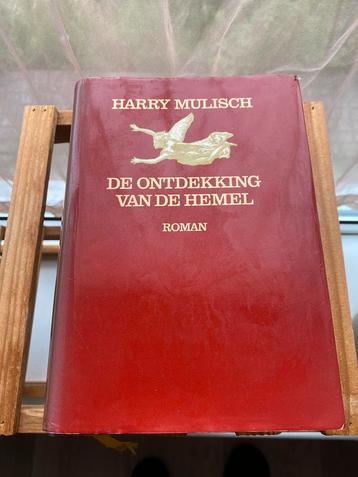 HARRY MULISCH
DE ONTDEKKING
VAN DE HEMEL
ROMAN